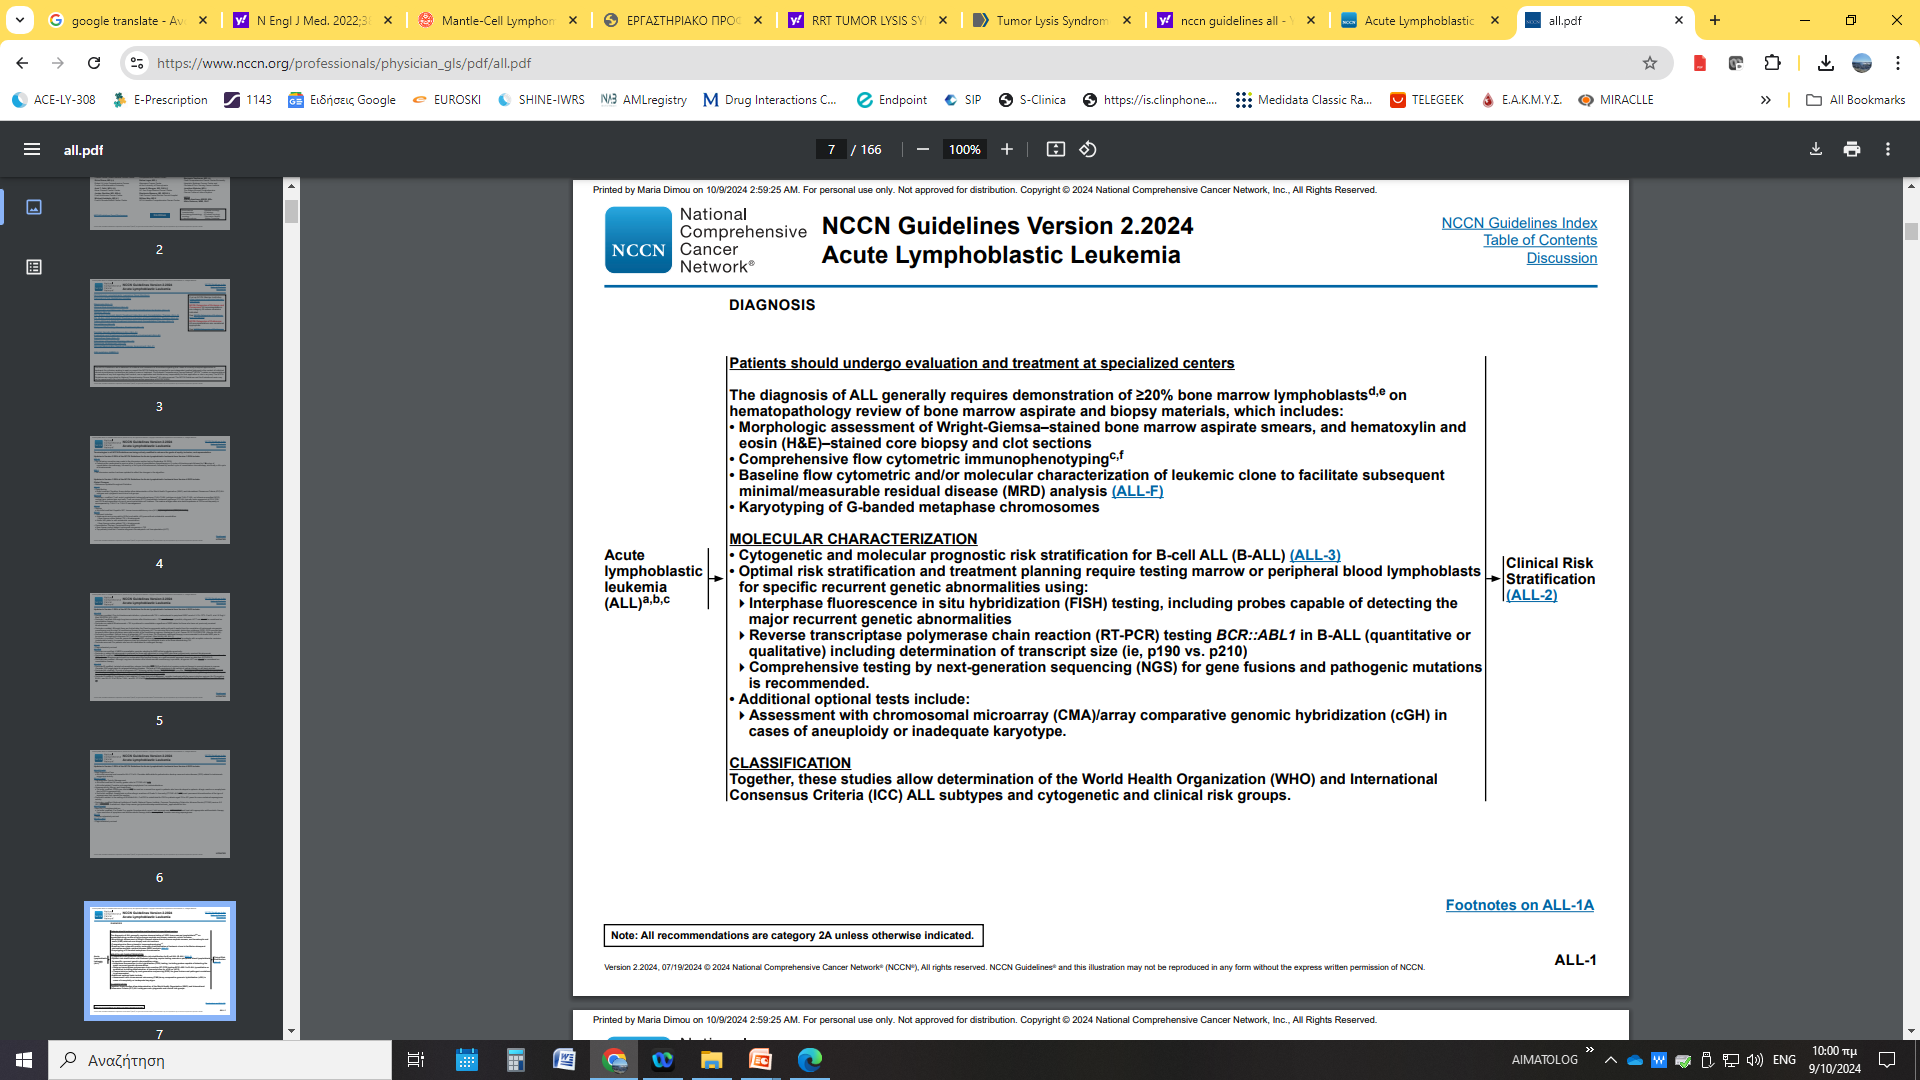 google translate - Ave
N Engl J Med. 2022;38
Mantle-Cell Lymphom
ΕΡΓΑΣΤΗΡΙΑΚΟ ΠΡΟΦ
RRT TUMOR LYSIS SY
Tumor Lysis Syndrom
nccn guidelines all - Y
Acute Lymphoblastic
all.pdf
https://www.nccn.org/professionals/physician_gls/pdf/all.pdf
ACE-LY-308
E-Prescription
1143
Ειδήσεις Google
EUROSKI
SHINE-IWRS
AMLregistry
Drug Interactions C...
Endpoint
SIP
S-Clinica
https://is.clinphone....
Medidata Classic Ra...
TELEGEEK
Ε.Α.Κ.Μ.Υ.Σ.
MIRACLLE
All Bookmarks
all.pdf
7 / 166
100%
2
3
4
5
6
7
Printed by Maria Dimou on 10/9/2024 2:59:25 AM. For personal use only. Not approved for distribution. Copyright © 2024 National Comprehensive Cancer Network, Inc., All Rights Reserved.
NCCN
National
Comprehensive
Cancer
Network®
NCCN Guidelines Version 2.2024
Acute Lymphoblastic Leukemia
NCCN Guidelines Index
Table of Contents
Discussion
DIAGNOSIS
Acute
lymphoblastic
leukemia
(ALL)a,b,c
Patients should undergo evaluation and treatment at specialized centers
The diagnosis of ALL generally requires demonstration of ≥20% bone marrow lymphoblastsd,e on
hematopathology review of bone marrow aspirate and biopsy materials, which includes:
• Morphologic assessment of Wright-Giemsa–stained bone marrow aspirate smears, and hematoxylin and
eosin (H&E)–stained core biopsy and clot sections
• Comprehensive flow cytometric immunophenotypingc,f
• Baseline flow cytometric and/or molecular characterization of leukemic clone to facilitate subsequent
minimal/measurable residual disease (MRD) analysis (ALL-F)
• Karyotyping of G-banded metaphase chromosomes
MOLECULAR CHARACTERIZATION
• Cytogenetic and molecular prognostic risk stratification for B-cell ALL (B-ALL) (ALL-3)
• Optimal risk stratification and treatment planning require testing marrow or peripheral blood lymphoblasts
for specific recurrent genetic abnormalities using:
Interphase fluorescence in situ hybridization (FISH) testing, including probes capable of detecting the
major recurrent genetic abnormalities
Reverse transcriptase polymerase chain reaction (RT-PCR) testing BCR::ABL1 in B-ALL (quantitative or
qualitative) including determination of transcript size (ie, p190 vs. p210)
Comprehensive testing by next-generation sequencing (NGS) for gene fusions and pathogenic mutations
is recommended.
• Additional optional tests include:
Assessment with chromosomal microarray (CMA)/array comparative genomic hybridization (cGH) in
cases of aneuploidy or inadequate karyotype.
CLASSIFICATION
Together, these studies allow determination of the World Health Organization (WHO) and International
Consensus Criteria (ICC) ALL subtypes and cytogenetic and clinical risk groups.
Clinical Risk
Stratification
(ALL-2)
Footnotes on ALL-1A
Note: All recommendations are category 2A unless otherwise indicated.
Version 2.2024, 07/19/2024 © 2024 National Comprehensive Cancer Network® (NCCN®), All rights reserved. NCCN Guidelines® and this illustration may not be reproduced in any form without the express written permission of NCCN.
ALL-1
Printed by Maria Dimou on 10/9/2024 2:59:25 AM. For personal use only. Not approved for distribution. Copyright © 2024 National Comprehensive Cancer Network, Inc., All Rights Reserved.
Αναζήτηση
AIMATOLOG
ENG
10:00 πμ
9/10/2024